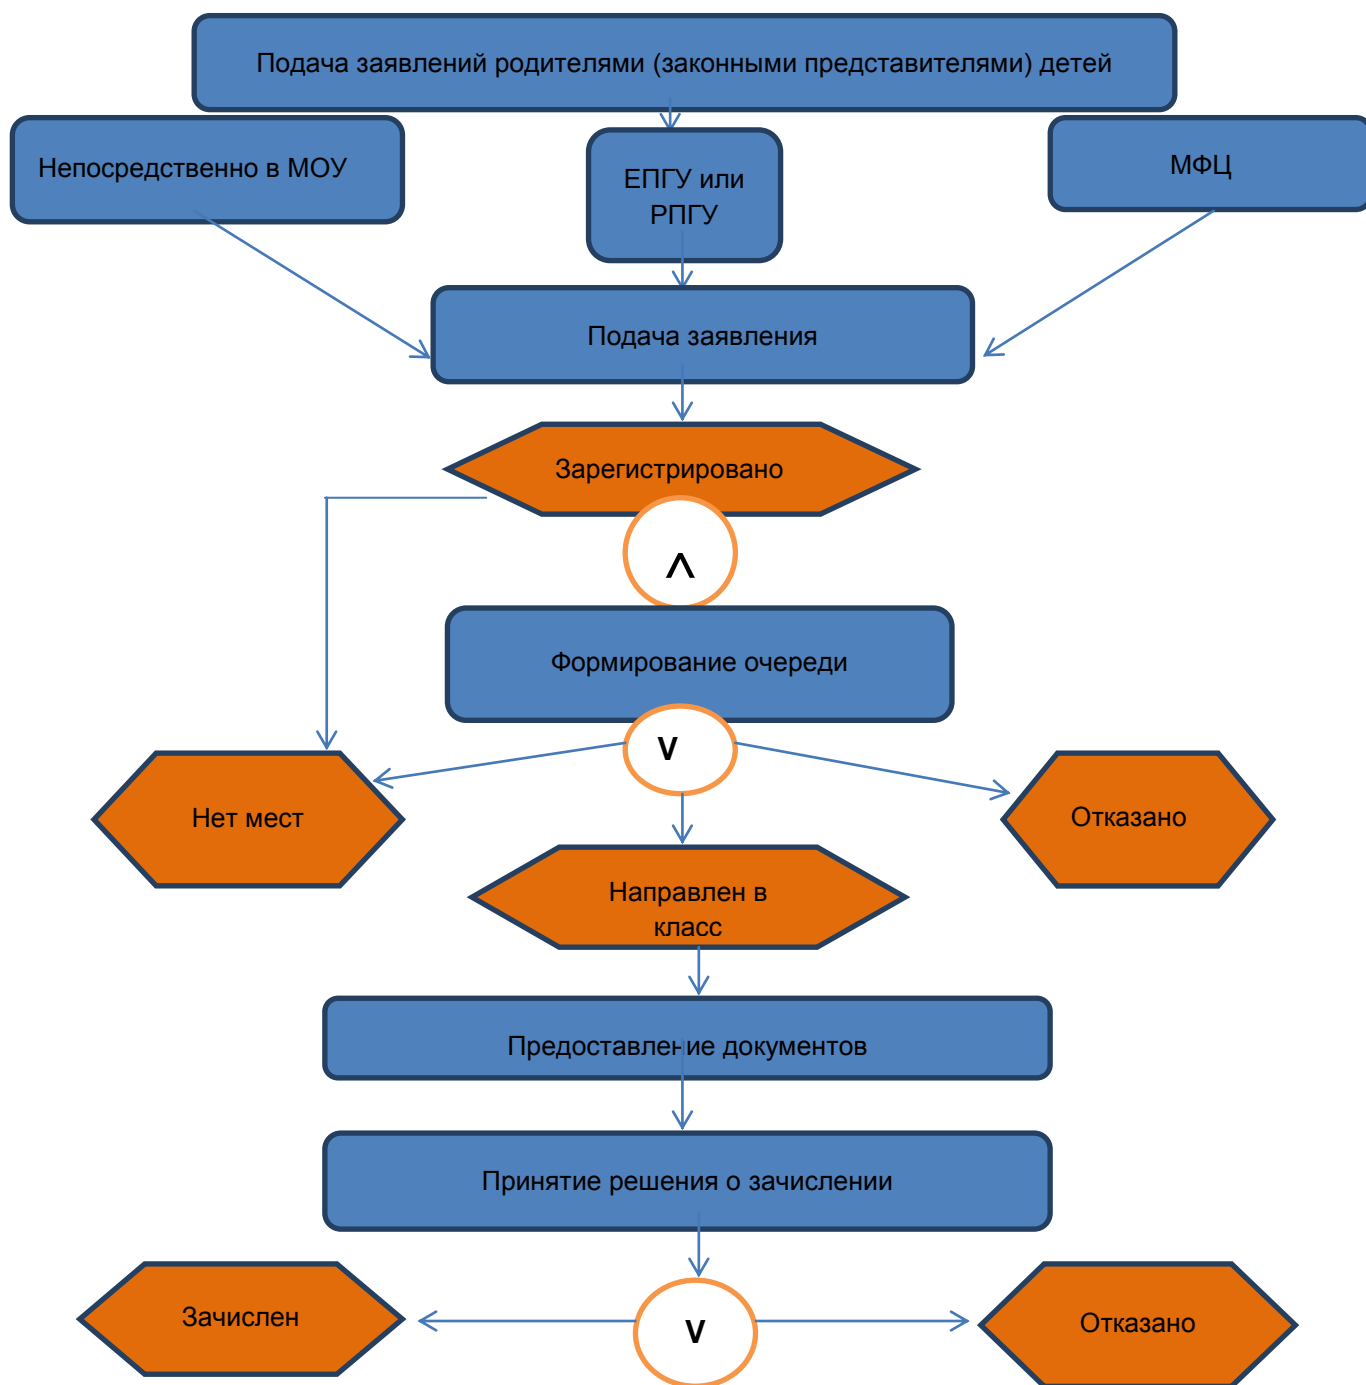 Подача заявлений родителями (законными представителями) детей
Непосредственно в МОУ
ЕПГУ или
РПГУ
МФЦ
Подача заявления
Зарегистрировано
^
Формирование очереди
v
Нет мест
Отказано
Направлен в
класс
Предоставление документов
Принятие решения о зачислении
Зачислен
v
Отказано